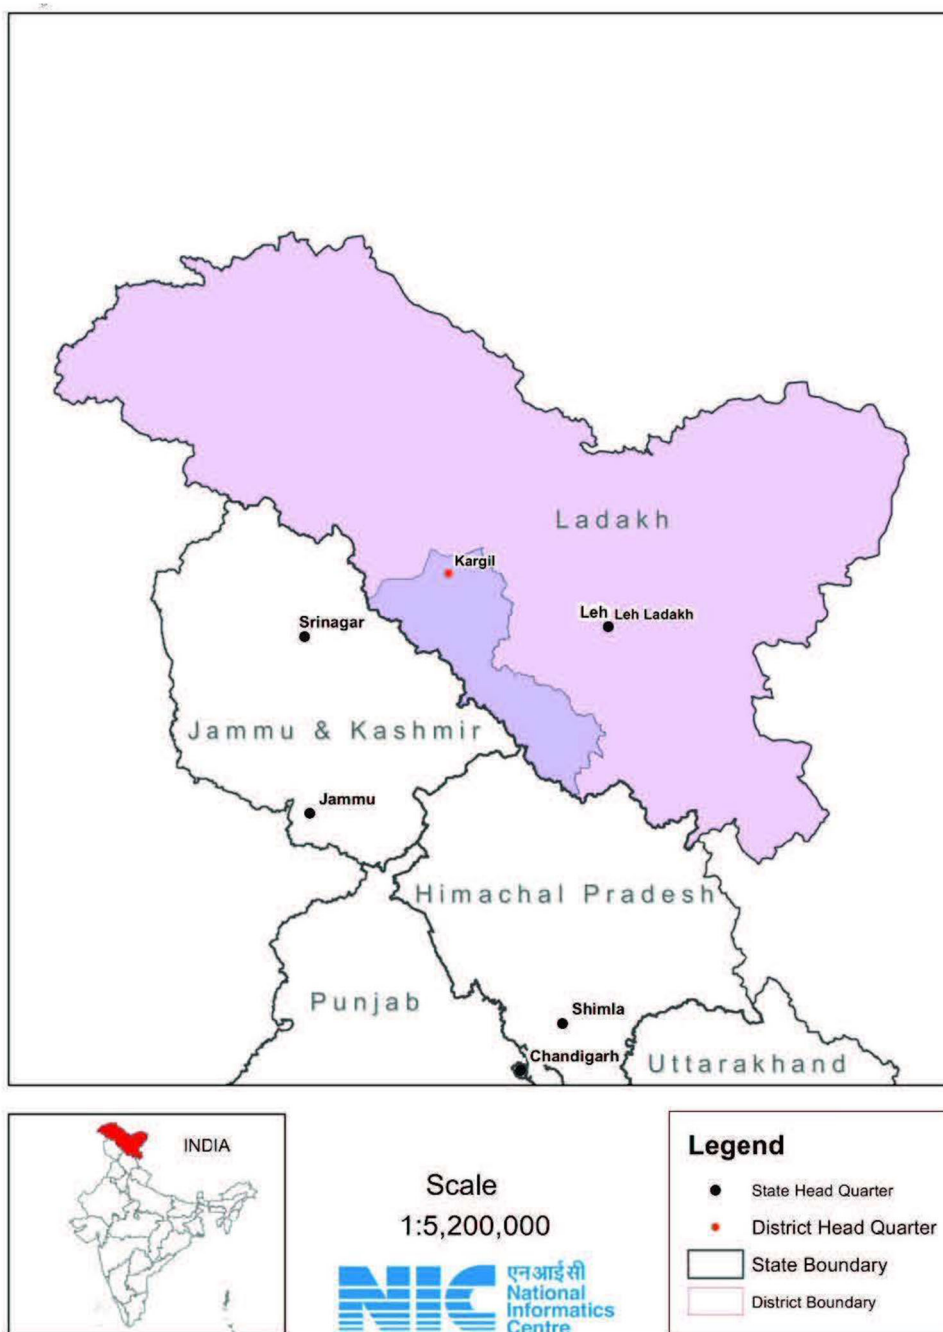 Ladakh
Kargil
Leh Leh Ladakh
Srinagar
Jammu & Kashmir
Jammu
Himachal Pradesh
Punjab
Shimla
Chandigarh
Uttarakhand
INDIA
Scale
1:5,200,000
NIC
एनआईसी
National
Informatics
Centre
Legend
State Head Quarter
District Head Quarter
State Boundary
District Boundary